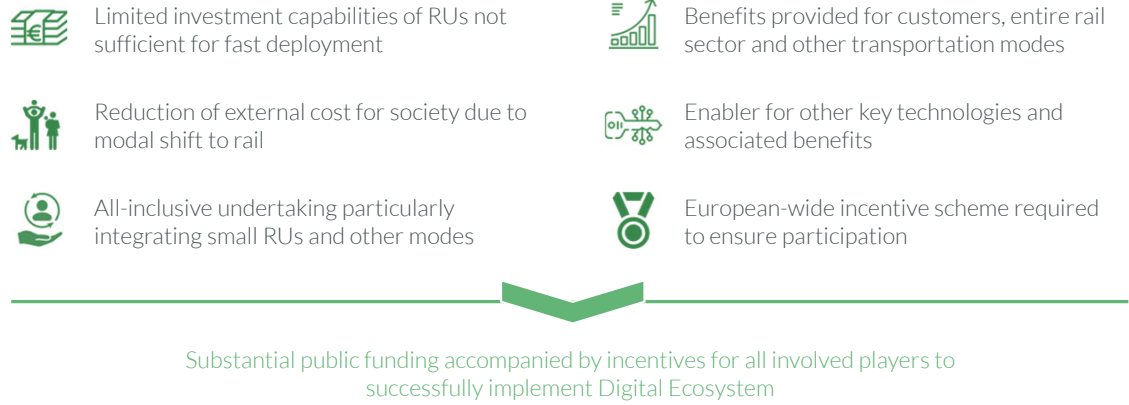 Limited investment capabilities of RUs not
sufficient for fast deployment
Benefits provided for customers, entire rail
sector and other transportation modes
Reduction of external cost for society due to
modal shift to rail
Enabler for other key technologies and
associated benefits
All-inclusive undertaking particularly
integrating small RUs and other modes
European-wide incentive scheme required
to ensure participation
Substantial public funding accompanied by incentives for all involved players to
successfully implement Digital Ecosystem